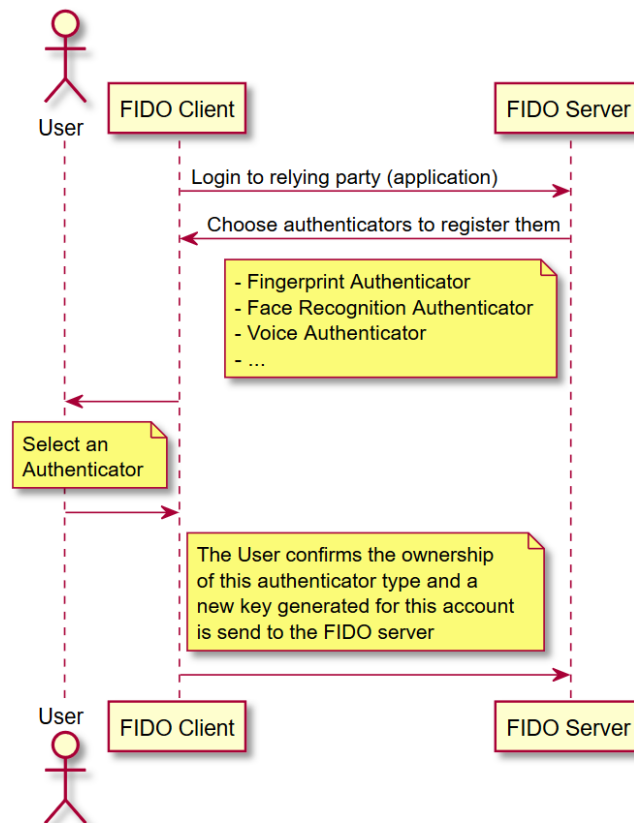 User
FIDO Client
FIDO Server
Login to relying party (application)
Choose authenticators to register them
- Fingerprint Authenticator
- Face Recognition Authenticator
- Voice Authenticator
- ...
Select an
Authenticator
The User confirms the ownership
of this authenticator type and a
new key generated for this account
is send to the FIDO server
User
FIDO Client
FIDO Server